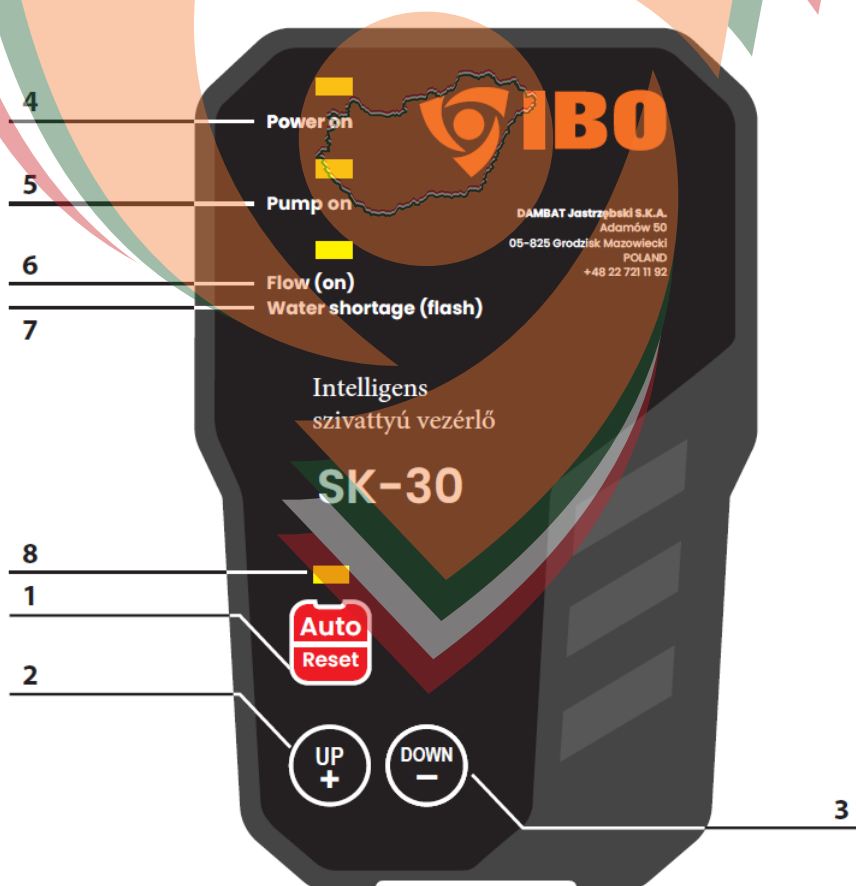 4
Power on
IBO
5
Pump on
DAMBAT Jastrzębski S.K.A.
Adamów 50
05-825 Grodzisk Mazowiecki
POLAND
+48 22 721 11 92
6
Flow (on)
7
Water shortage (flash)
Intelligens
szivattyú vezérlő
SK-30
8
1
Auto
Reset
2
UP
+
DOWN
–
3